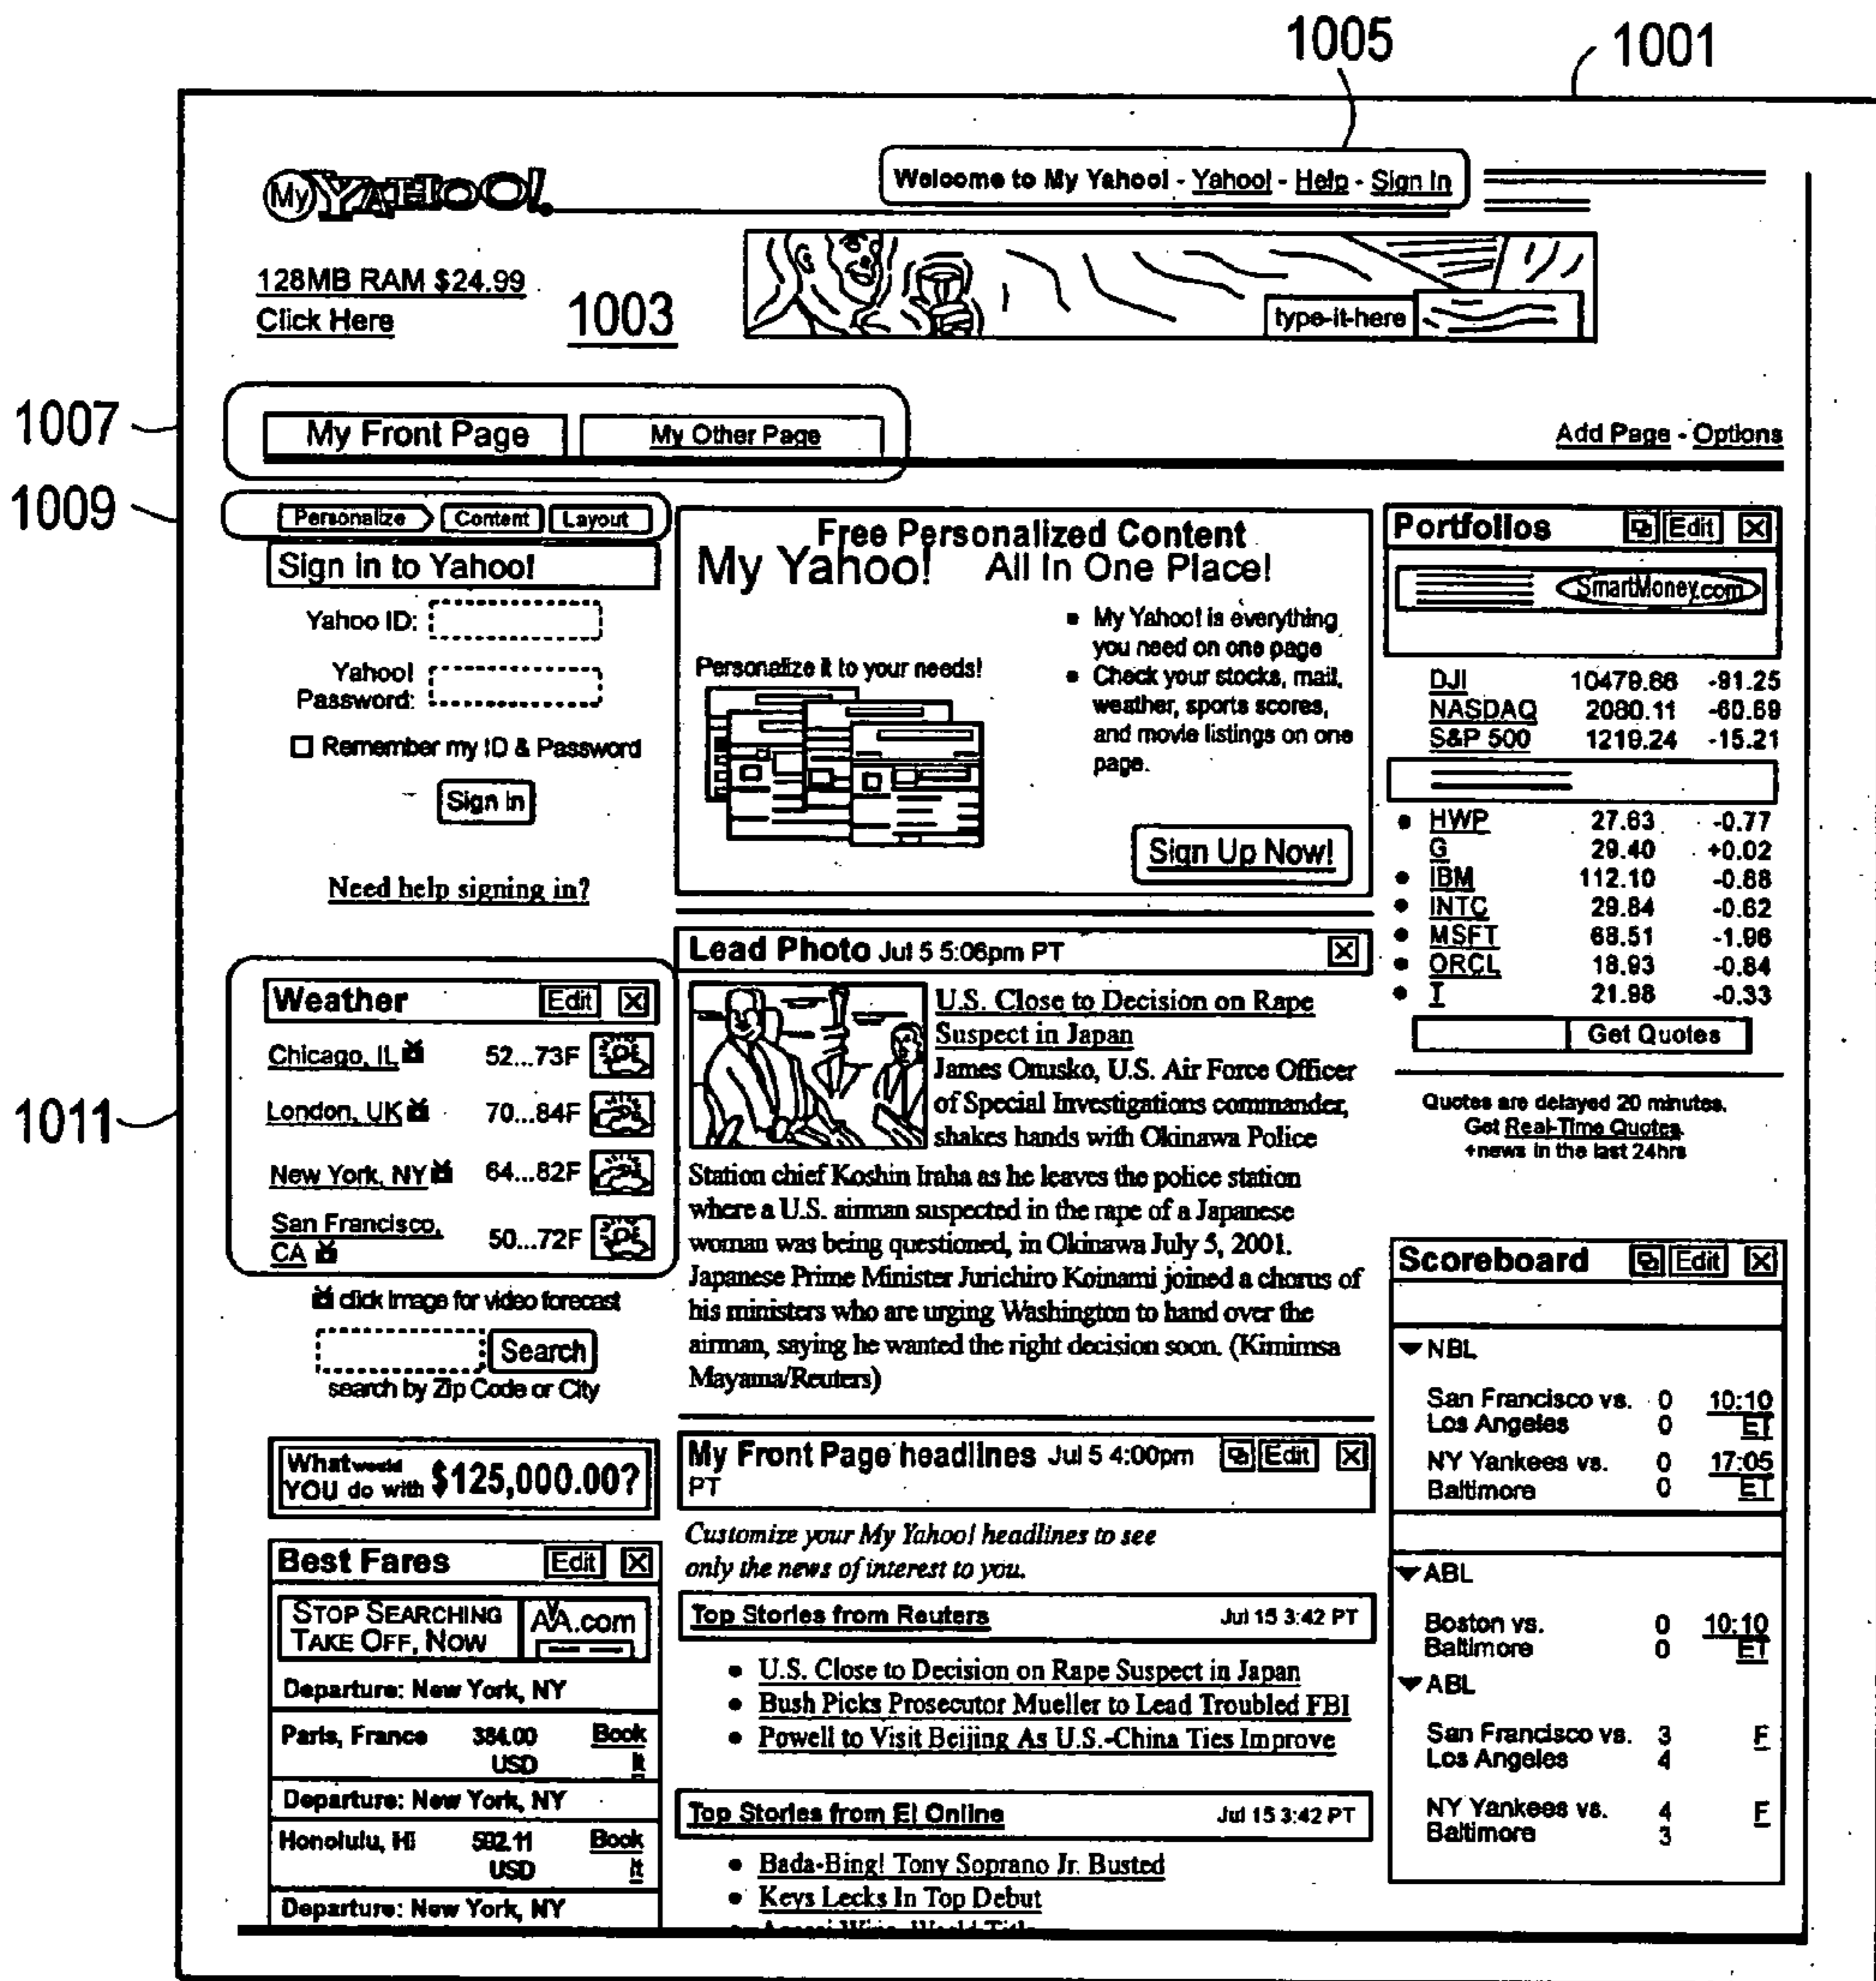 1005
1001
My YAHOO!
Welcome to My Yahoo! - Yahoo! - Help - Sign In
128MB RAM $24.99
Click Here
1003
type-it-here
1007
My Front Page
My Other Page
Add Page - Options
1009
Personalize
Content
Layout
Sign in to Yahoo!
Yahoo ID:
Yahoo!
Password:
Remember my ID & Password
Sign In
Need help signing in?
Free Personalized Content
My Yahoo! All In One Place!
Personalize it to your needs!
• My Yahoo! is everything
you need on one page
• Check your stocks, mail,
weather, sports scores,
and movie listings on one
page.
Sign Up Now!
Portfolios Edit X
SmartMoney.com
DJI 10479.86 -91.25
NASDAQ 2080.11 -60.69
S&P 500 1219.24 -15.21
• HWP 27.63 -0.77
G 29.40 +0.02
• IBM 112.10 -0.68
• INTC 29.84 -0.62
• MSFT 68.51 -1.96
• ORCL 18.93 -0.84
• T 21.98 -0.33
Get Quotes
Quotes are delayed 20 minutes.
Get Real-Time Quotes.
+news in the last 24hrs
1011
Weather Edit X
Chicago, IL 52...73F
London, UK 70...84F
New York, NY 64...82F
San Francisco,
CA 50...72F
click image for video forecast
Search
search by Zip Code or City
Lead Photo Jul 5 5:06pm PT X
U.S. Close to Decision on Rape
Suspect in Japan
James Onusko, U.S. Air Force Officer
of Special Investigations commander,
shakes hands with Okinawa Police
Station chief Koshin Iraha as he leaves the police station
where a U.S. airman suspected in the rape of a Japanese
woman was being questioned, in Okinawa July 5, 2001.
Japanese Prime Minister Jurichiro Koinami joined a chorus of
his ministers who are urging Washington to hand over the
airman, saying he wanted the right decision soon. (Kimimsa
Mayama/Reuters)
Scoreboard Edit X
NBL
San Francisco vs. 0 10:10
Los Angeles 0 ET
NY Yankees vs. 0 17:05
Baltimore 0 ET
ABL
Boston vs. 0 10:10
Baltimore 0 ET
ABL
San Francisco vs. 3 F
Los Angeles 4
NY Yankees vs. 4 F
Baltimore 3
What would
YOU do with $125,000.00?
Best Fares Edit X
STOP SEARCHING
TAKE OFF, NOW
AVA.com
Departure: New York, NY
Paris, France 384.00 Book
USD It
Departure: New York, NY
Honolulu, HI 592.11 Book
USD It
Departure: New York, NY
My Front Page headlines Jul 5 4:00pm Edit X
PT
Customize your My Yahoo! headlines to see
only the news of interest to you.
Top Stories from Reuters Jul 15 3:42 PT
• U.S. Close to Decision on Rape Suspect in Japan
• Bush Picks Prosecutor Mueller to Lead Troubled FBI
• Powell to Visit Beijing As U.S.-China Ties Improve
Top Stories from E! Online Jul 15 3:42 PT
• Bada-Bing! Tony Soprano Jr. Busted
• Keys Lecks In Top Debut